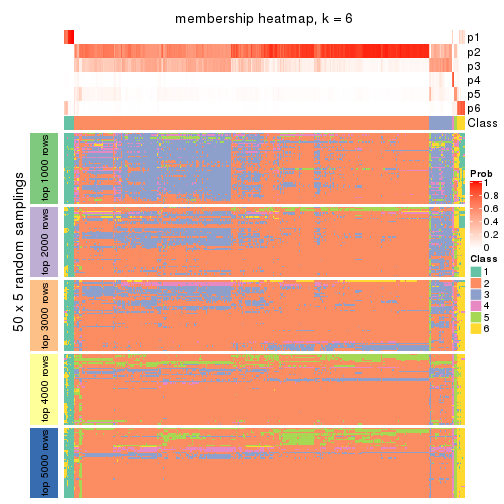 membership heatmap, k = 6
p1
p2
p3
p4
p5
p6
Class
50 x 5 random samplings
top 1000 rows
top 2000 rows
top 3000 rows
top 4000 rows
top 5000 rows
Prob
1
0.8
0.6
0.4
0.2
0
Class
1
2
3
4
5
6